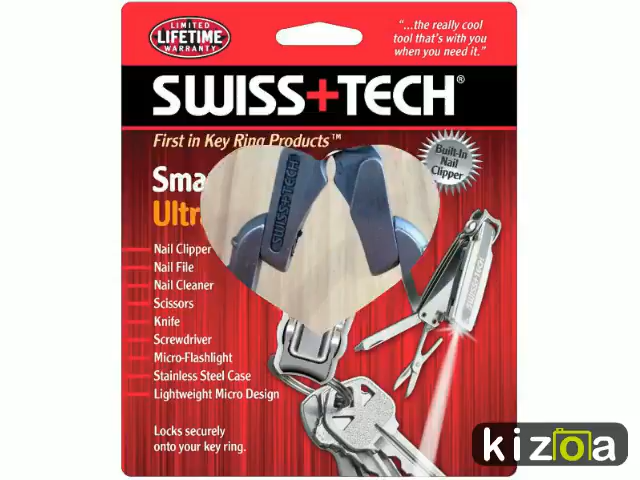 LIMITED
LIFETIME
WARRANTY
"...the really cool
tool that's with you
when you need it."
SWISS+TECH®
First in Key Ring Products™
Built-In
Nail
Clipper
SWISS+TECH
Nail Clipper
Nail File
Nail Cleaner
Scissors
Knife
Screwdriver
Micro-Flashlight
Stainless Steel Case
Lightweight Micro Design
SWISS+TECH
Locks securely
onto your key ring.
kizoa